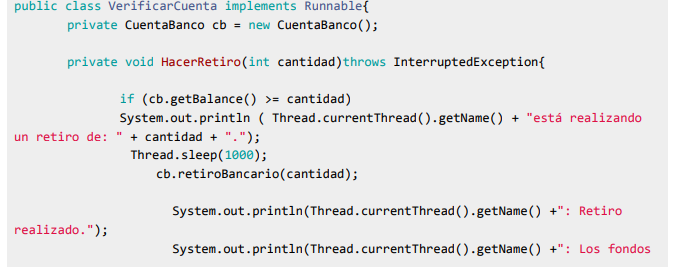 public class VerificarCuenta implements Runnable{
private CuentaBanco cb = new CuentaBanco();
private void HacerRetiro(int cantidad)throws InterruptedException{
if (cb.getBalance() >= cantidad)
System.out.println ( Thread.currentThread().getName() + "está realizando
un retiro de: " + cantidad + ".");
Thread.sleep(1000);
cb.retiroBancario(cantidad);
System.out.println(Thread.currentThread().getName() +": Retiro
realizado.");
System.out.println(Thread.currentThread().getName() +": Los fondos